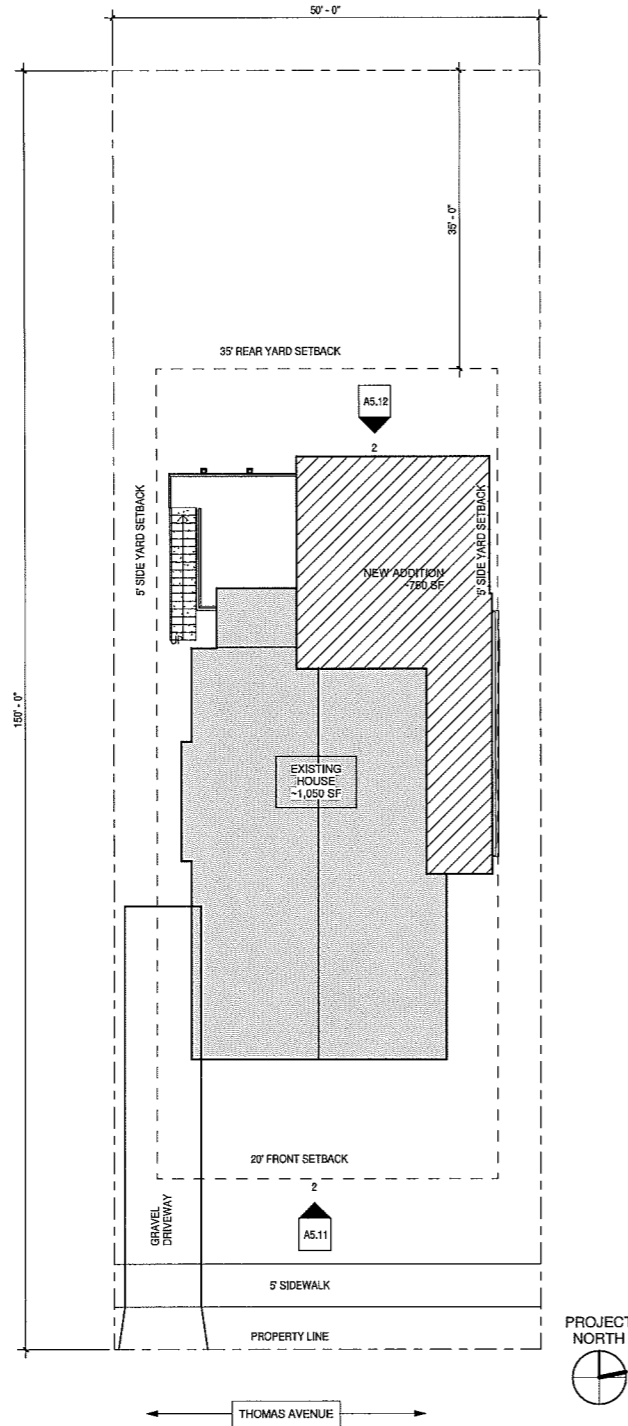 50' - 0"
35' - 0"
35' REAR YARD SETBACK
A5.12
2
5' SIDE YARD SETBACK
5' SIDE YARD SETBACK
NEW ADDITION
~760 SF
150' - 0"
EXISTING
HOUSE
~1,050 SF
20' FRONT SETBACK
2
A5.11
GRAVEL
DRIVEWAY
5' SIDEWALK
PROPERTY LINE
PROJECT
NORTH
THOMAS AVENUE